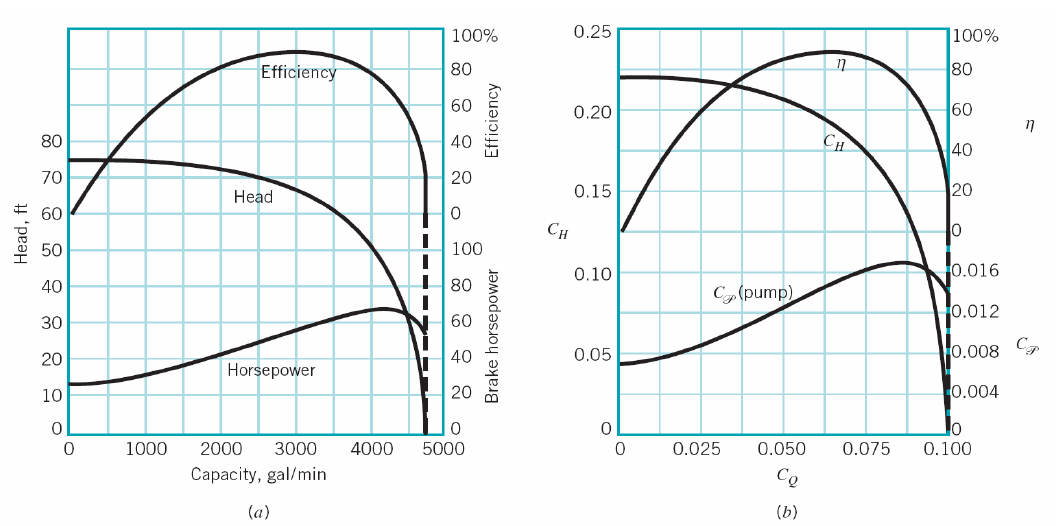 100%
80
60
40
20
0
Efficiency
Efficiency
80
70
60
50
40
30
20
10
0
Head, ft
Head
100
80
60
40
20
0
Brake horsepower
Horsepower
0 1000 2000 3000 4000 5000
Capacity, gal/min
(a)
0.25
0.20
0.15
0.10
0.05
0
C_H
100%
80
60
40
20
0
η
η
C_H
C_𝒫 (pump)
0.016
0.012
0.008
0.004
0
C_𝒫
0 0.025 0.050 0.075 0.100
C_Q
(b)